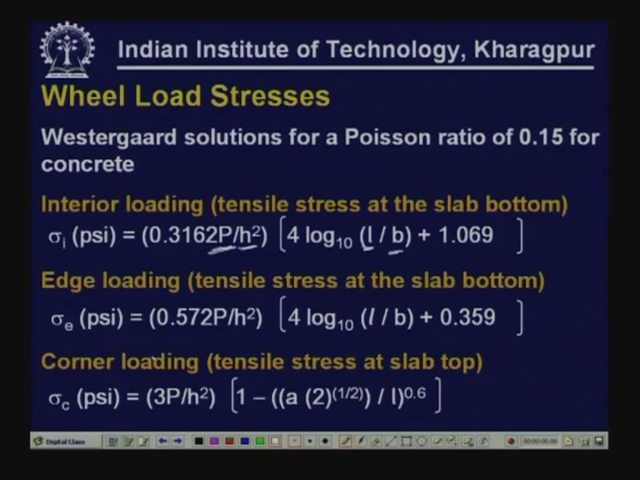 Indian Institute of Technology, Kharagpur
Wheel Load Stresses
Westergaard solutions for a Poisson ratio of 0.15 for
concrete
Interior loading (tensile stress at the slab bottom)
σi (psi) = (0.3162P/h²) [4 log10 (l / b) + 1.069 ]
Edge loading (tensile stress at the slab bottom)
σe (psi) = (0.572P/h²) [4 log10 (l / b) + 0.359 ]
Corner loading (tensile stress at slab top)
σc (psi) = (3P/h²) [1 – ((a (2)^(1/2)) / l)^0.6 ]
Digital Class